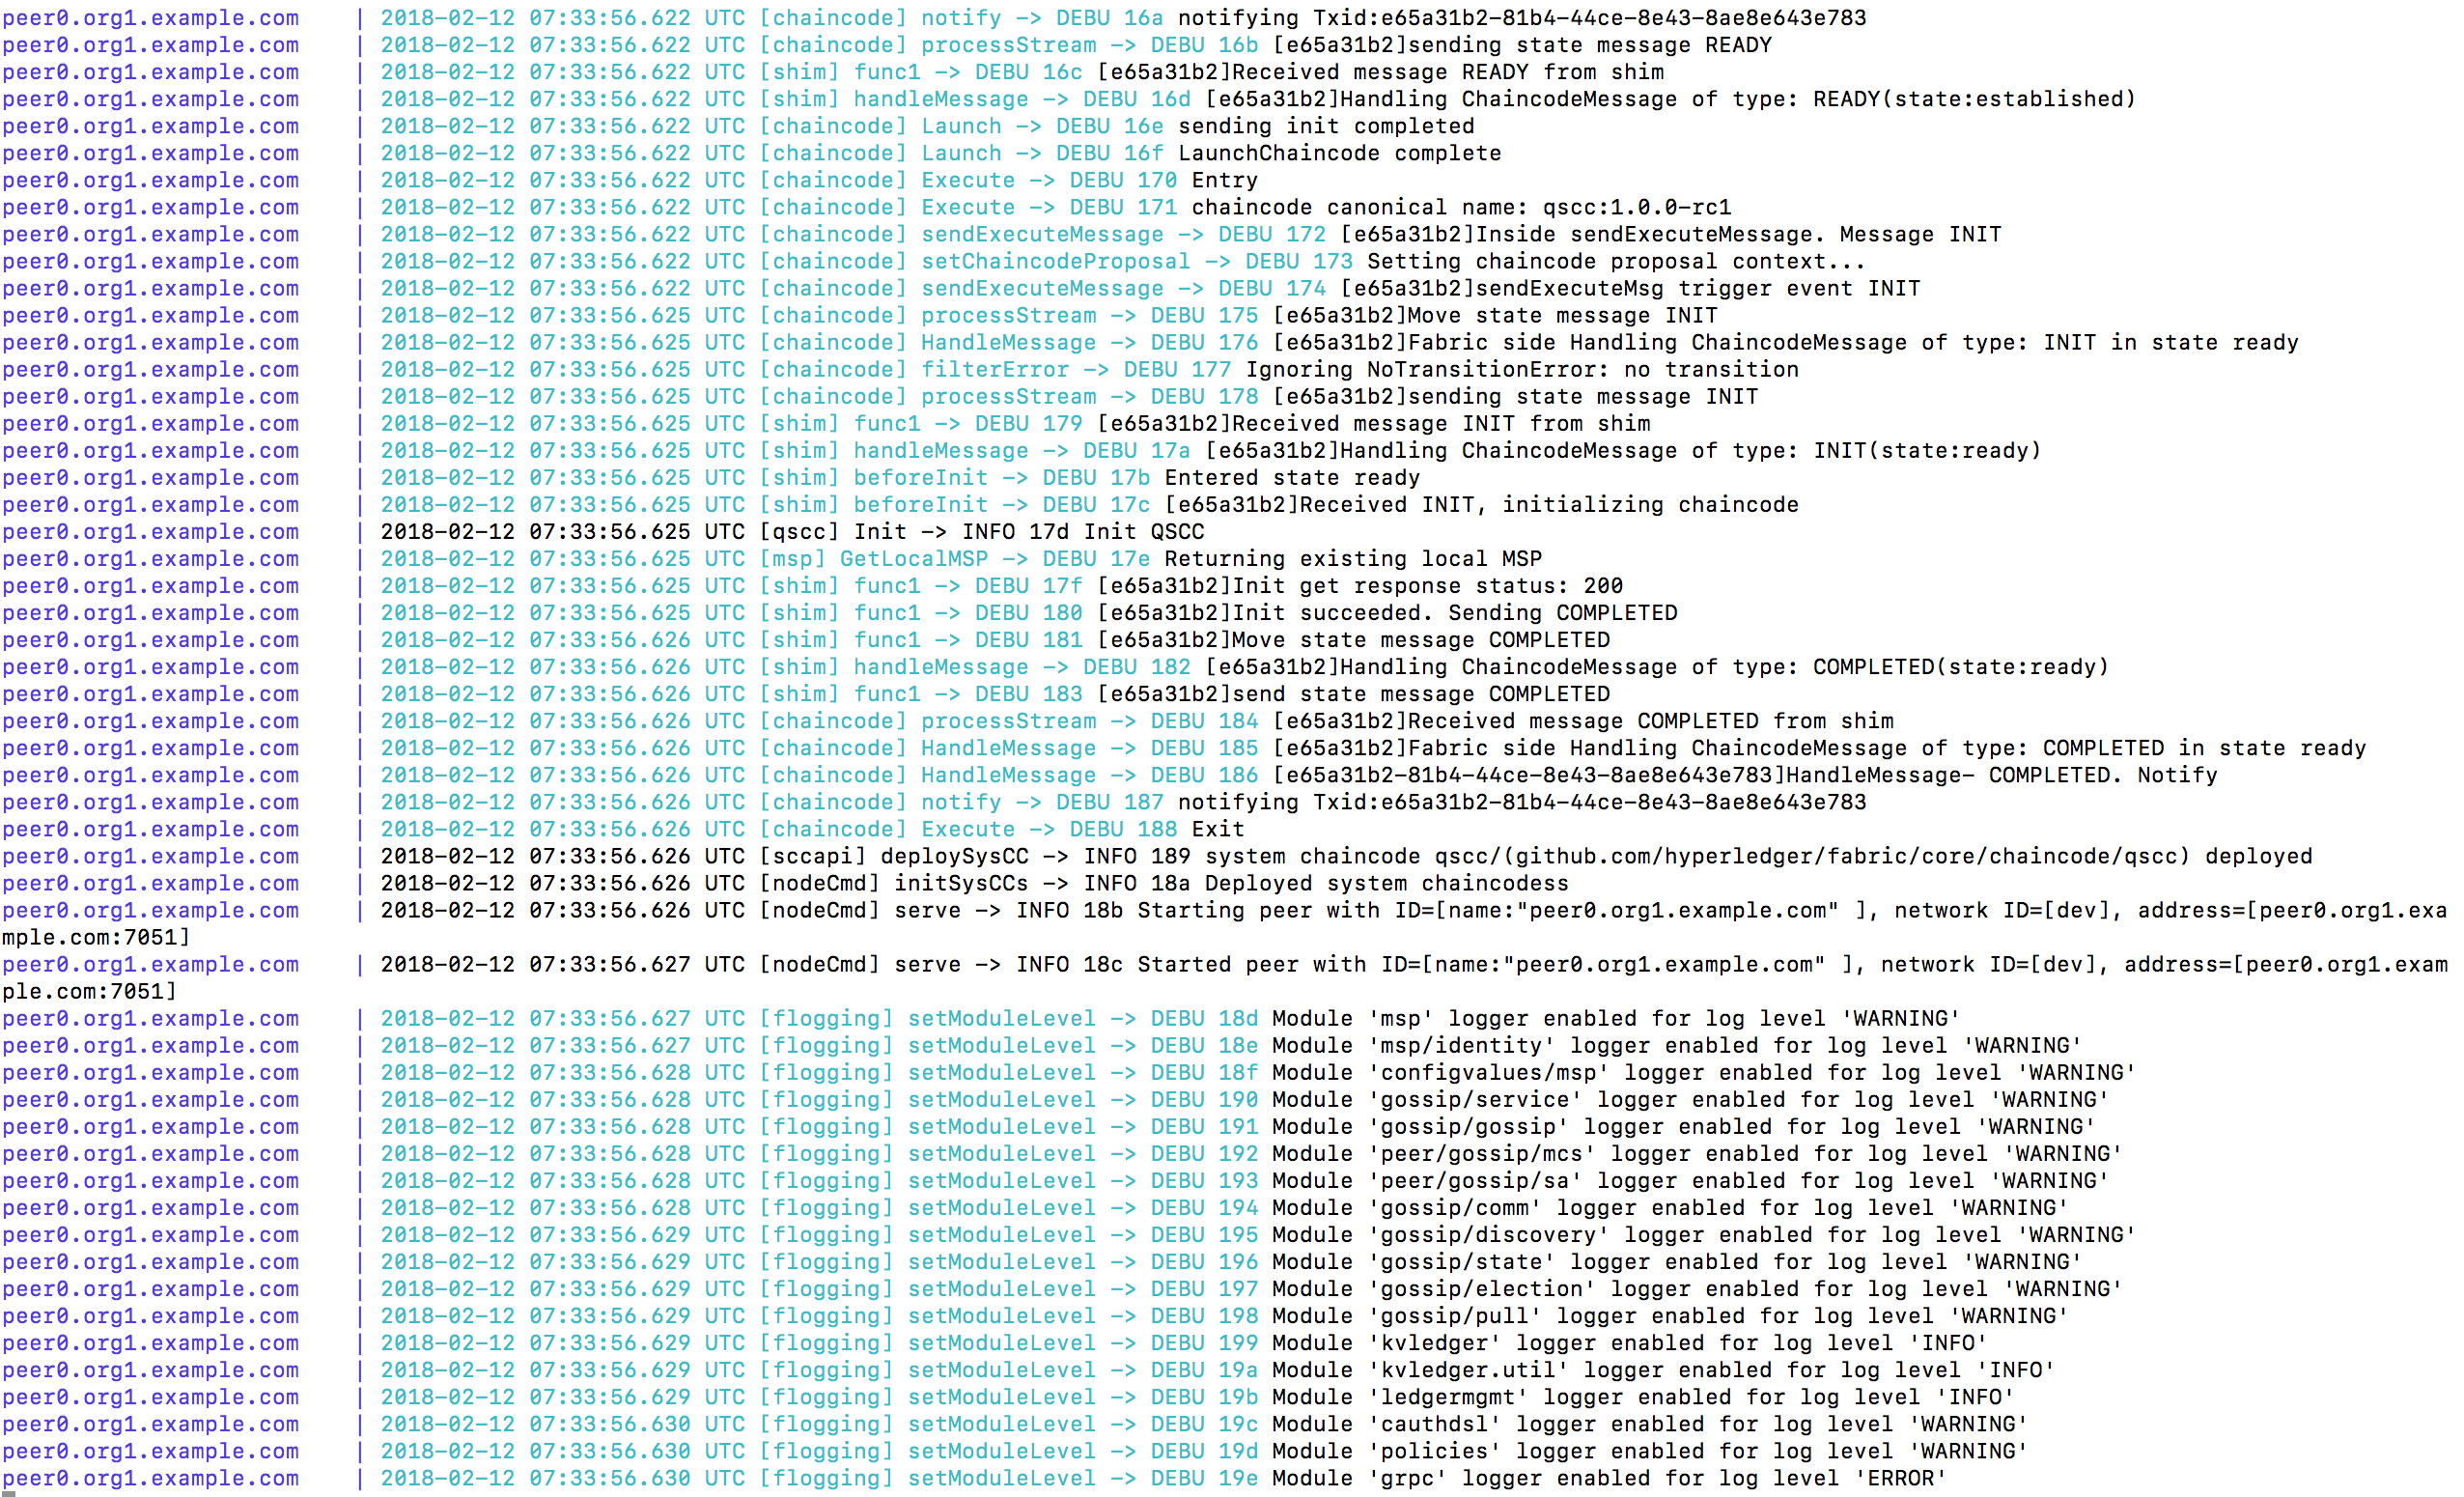 peer0.org1.example.com    | 2018-02-12 07:33:56.622 UTC [chaincode] notify -> DEBU 16a notifying Txid:e65a31b2-81b4-44ce-8e43-8ae8e643e783
peer0.org1.example.com    | 2018-02-12 07:33:56.622 UTC [chaincode] processStream -> DEBU 16b [e65a31b2]sending state message READY
peer0.org1.example.com    | 2018-02-12 07:33:56.622 UTC [shim] func1 -> DEBU 16c [e65a31b2]Received message READY from shim
peer0.org1.example.com    | 2018-02-12 07:33:56.622 UTC [shim] handleMessage -> DEBU 16d [e65a31b2]Handling ChaincodeMessage of type: READY(state:established)
peer0.org1.example.com    | 2018-02-12 07:33:56.622 UTC [chaincode] Launch -> DEBU 16e sending init completed
peer0.org1.example.com    | 2018-02-12 07:33:56.622 UTC [chaincode] Launch -> DEBU 16f LaunchChaincode complete
peer0.org1.example.com    | 2018-02-12 07:33:56.622 UTC [chaincode] Execute -> DEBU 170 Entry
peer0.org1.example.com    | 2018-02-12 07:33:56.622 UTC [chaincode] Execute -> DEBU 171 chaincode canonical name: qscc:1.0.0-rc1
peer0.org1.example.com    | 2018-02-12 07:33:56.622 UTC [chaincode] sendExecuteMessage -> DEBU 172 [e65a31b2]Inside sendExecuteMessage. Message INIT
peer0.org1.example.com    | 2018-02-12 07:33:56.622 UTC [chaincode] setChaincodeProposal -> DEBU 173 Setting chaincode proposal context...
peer0.org1.example.com    | 2018-02-12 07:33:56.622 UTC [chaincode] sendExecuteMessage -> DEBU 174 [e65a31b2]sendExecuteMsg trigger event INIT
peer0.org1.example.com    | 2018-02-12 07:33:56.625 UTC [chaincode] processStream -> DEBU 175 [e65a31b2]Move state message INIT
peer0.org1.example.com    | 2018-02-12 07:33:56.625 UTC [chaincode] HandleMessage -> DEBU 176 [e65a31b2]Fabric side Handling ChaincodeMessage of type: INIT in state ready
peer0.org1.example.com    | 2018-02-12 07:33:56.625 UTC [chaincode] filterError -> DEBU 177 Ignoring NoTransitionError: no transition
peer0.org1.example.com    | 2018-02-12 07:33:56.625 UTC [chaincode] processStream -> DEBU 178 [e65a31b2]sending state message INIT
peer0.org1.example.com    | 2018-02-12 07:33:56.625 UTC [shim] func1 -> DEBU 179 [e65a31b2]Received message INIT from shim
peer0.org1.example.com    | 2018-02-12 07:33:56.625 UTC [shim] handleMessage -> DEBU 17a [e65a31b2]Handling ChaincodeMessage of type: INIT(state:ready)
peer0.org1.example.com    | 2018-02-12 07:33:56.625 UTC [shim] beforeInit -> DEBU 17b Entered state ready
peer0.org1.example.com    | 2018-02-12 07:33:56.625 UTC [shim] beforeInit -> DEBU 17c [e65a31b2]Received INIT, initializing chaincode
peer0.org1.example.com    | 2018-02-12 07:33:56.625 UTC [qscc] Init -> INFO 17d Init QSCC
peer0.org1.example.com    | 2018-02-12 07:33:56.625 UTC [msp] GetLocalMSP -> DEBU 17e Returning existing local MSP
peer0.org1.example.com    | 2018-02-12 07:33:56.625 UTC [shim] func1 -> DEBU 17f [e65a31b2]Init get response status: 200
peer0.org1.example.com    | 2018-02-12 07:33:56.625 UTC [shim] func1 -> DEBU 180 [e65a31b2]Init succeeded. Sending COMPLETED
peer0.org1.example.com    | 2018-02-12 07:33:56.626 UTC [shim] func1 -> DEBU 181 [e65a31b2]Move state message COMPLETED
peer0.org1.example.com    | 2018-02-12 07:33:56.626 UTC [shim] handleMessage -> DEBU 182 [e65a31b2]Handling ChaincodeMessage of type: COMPLETED(state:ready)
peer0.org1.example.com    | 2018-02-12 07:33:56.626 UTC [shim] func1 -> DEBU 183 [e65a31b2]send state message COMPLETED
peer0.org1.example.com    | 2018-02-12 07:33:56.626 UTC [chaincode] processStream -> DEBU 184 [e65a31b2]Received message COMPLETED from shim
peer0.org1.example.com    | 2018-02-12 07:33:56.626 UTC [chaincode] HandleMessage -> DEBU 185 [e65a31b2]Fabric side Handling ChaincodeMessage of type: COMPLETED in state ready
peer0.org1.example.com    | 2018-02-12 07:33:56.626 UTC [chaincode] HandleMessage -> DEBU 186 [e65a31b2-81b4-44ce-8e43-8ae8e643e783]HandleMessage- COMPLETED. Notify
peer0.org1.example.com    | 2018-02-12 07:33:56.626 UTC [chaincode] notify -> DEBU 187 notifying Txid:e65a31b2-81b4-44ce-8e43-8ae8e643e783
peer0.org1.example.com    | 2018-02-12 07:33:56.626 UTC [chaincode] Execute -> DEBU 188 Exit
peer0.org1.example.com    | 2018-02-12 07:33:56.626 UTC [sccapi] deploySysCC -> INFO 189 system chaincode qscc/(github.com/hyperledger/fabric/core/chaincode/qscc) deployed
peer0.org1.example.com    | 2018-02-12 07:33:56.626 UTC [nodeCmd] initSysCCs -> INFO 18a Deployed system chaincodess
peer0.org1.example.com    | 2018-02-12 07:33:56.626 UTC [nodeCmd] serve -> INFO 18b Starting peer with ID=[name:"peer0.org1.example.com" ], network ID=[dev], address=[peer0.org1.exa
mple.com:7051]
peer0.org1.example.com    | 2018-02-12 07:33:56.627 UTC [nodeCmd] serve -> INFO 18c Started peer with ID=[name:"peer0.org1.example.com" ], network ID=[dev], address=[peer0.org1.exam
ple.com:7051]
peer0.org1.example.com    | 2018-02-12 07:33:56.627 UTC [flogging] setModuleLevel -> DEBU 18d Module 'msp' logger enabled for log level 'WARNING'
peer0.org1.example.com    | 2018-02-12 07:33:56.627 UTC [flogging] setModuleLevel -> DEBU 18e Module 'msp/identity' logger enabled for log level 'WARNING'
peer0.org1.example.com    | 2018-02-12 07:33:56.628 UTC [flogging] setModuleLevel -> DEBU 18f Module 'configvalues/msp' logger enabled for log level 'WARNING'
peer0.org1.example.com    | 2018-02-12 07:33:56.628 UTC [flogging] setModuleLevel -> DEBU 190 Module 'gossip/service' logger enabled for log level 'WARNING'
peer0.org1.example.com    | 2018-02-12 07:33:56.628 UTC [flogging] setModuleLevel -> DEBU 191 Module 'gossip/gossip' logger enabled for log level 'WARNING'
peer0.org1.example.com    | 2018-02-12 07:33:56.628 UTC [flogging] setModuleLevel -> DEBU 192 Module 'peer/gossip/mcs' logger enabled for log level 'WARNING'
peer0.org1.example.com    | 2018-02-12 07:33:56.628 UTC [flogging] setModuleLevel -> DEBU 193 Module 'peer/gossip/sa' logger enabled for log level 'WARNING'
peer0.org1.example.com    | 2018-02-12 07:33:56.628 UTC [flogging] setModuleLevel -> DEBU 194 Module 'gossip/comm' logger enabled for log level 'WARNING'
peer0.org1.example.com    | 2018-02-12 07:33:56.628 UTC [flogging] setModuleLevel -> DEBU 195 Module 'gossip/discovery' logger enabled for log level 'WARNING'
peer0.org1.example.com    | 2018-02-12 07:33:56.629 UTC [flogging] setModuleLevel -> DEBU 196 Module 'gossip/state' logger enabled for log level 'WARNING'
peer0.org1.example.com    | 2018-02-12 07:33:56.629 UTC [flogging] setModuleLevel -> DEBU 197 Module 'gossip/election' logger enabled for log level 'WARNING'
peer0.org1.example.com    | 2018-02-12 07:33:56.629 UTC [flogging] setModuleLevel -> DEBU 198 Module 'gossip/pull' logger enabled for log level 'WARNING'
peer0.org1.example.com    | 2018-02-12 07:33:56.629 UTC [flogging] setModuleLevel -> DEBU 199 Module 'kvledger' logger enabled for log level 'INFO'
peer0.org1.example.com    | 2018-02-12 07:33:56.629 UTC [flogging] setModuleLevel -> DEBU 19a Module 'kvledger.util' logger enabled for log level 'INFO'
peer0.org1.example.com    | 2018-02-12 07:33:56.629 UTC [flogging] setModuleLevel -> DEBU 19b Module 'ledgermgmt' logger enabled for log level 'INFO'
peer0.org1.example.com    | 2018-02-12 07:33:56.630 UTC [flogging] setModuleLevel -> DEBU 19c Module 'cauthdsl' logger enabled for log level 'WARNING'
peer0.org1.example.com    | 2018-02-12 07:33:56.630 UTC [flogging] setModuleLevel -> DEBU 19d Module 'policies' logger enabled for log level 'WARNING'
peer0.org1.example.com    | 2018-02-12 07:33:56.630 UTC [flogging] setModuleLevel -> DEBU 19e Module 'grpc' logger enabled for log level 'ERROR'